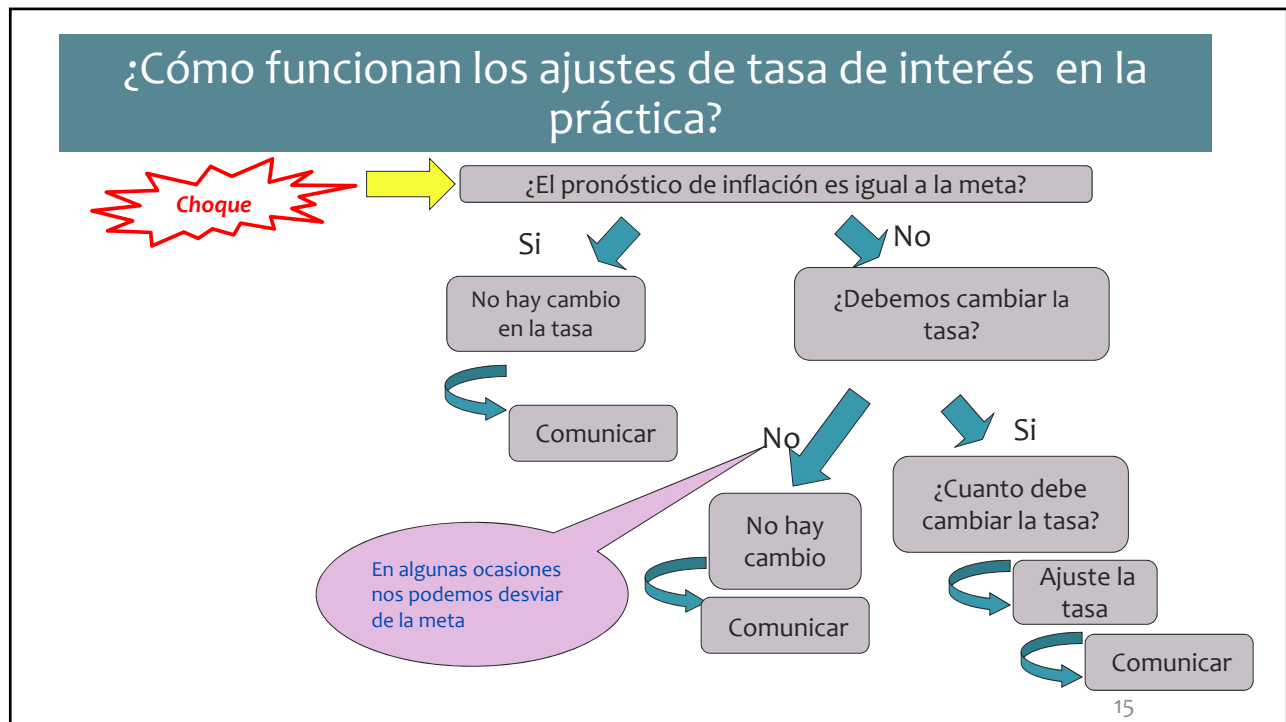 ¿Cómo funcionan los ajustes de tasa de interés en la
práctica?
Choque
¿El pronóstico de inflación es igual a la meta?
Si
No
No hay cambio
en la tasa
¿Debemos cambiar la
tasa?
Comunicar
No
Si
¿Cuanto debe
cambiar la tasa?
No hay
cambio
En algunas ocasiones
nos podemos desviar
de la meta
Ajuste la
tasa
Comunicar
Comunicar
15